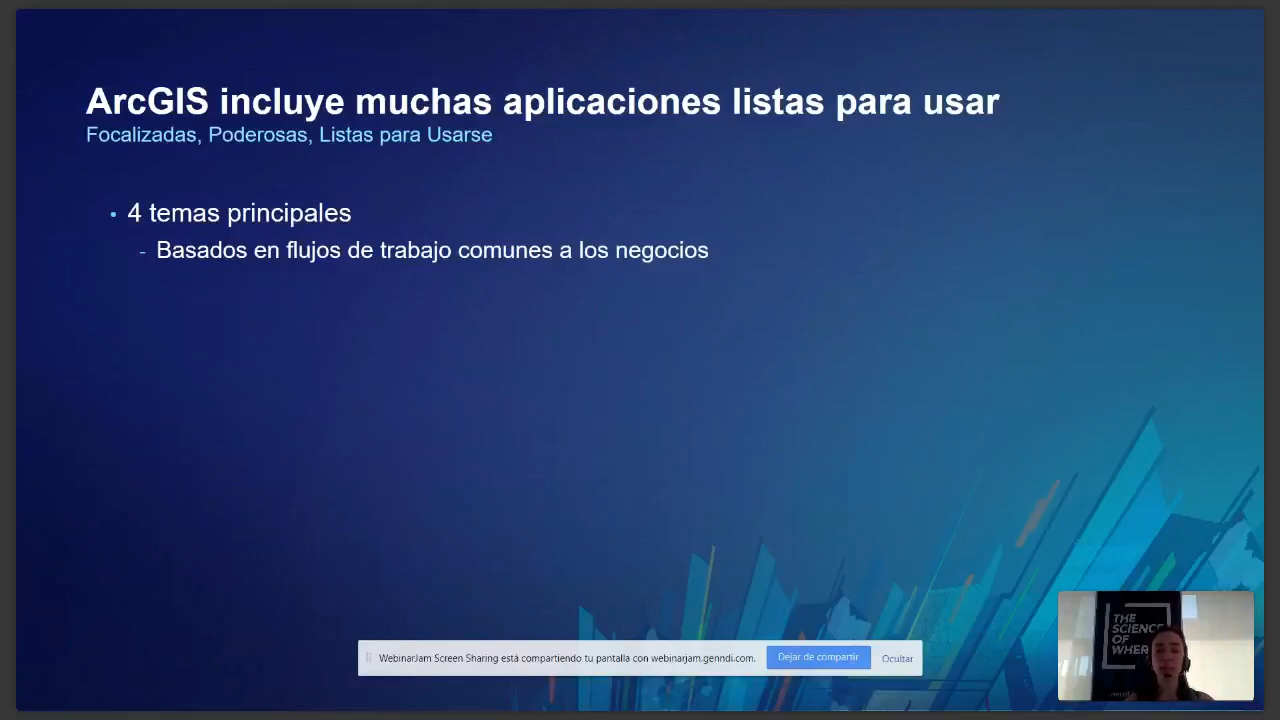 ArcGIS incluye muchas aplicaciones listas para usar
Focalizadas, Poderosas, Listas para Usarse
• 4 temas principales
- Basados en flujos de trabajo comunes a los negocios
WebinarJam Screen Sharing está compartiendo tu pantalla con webinarjam.genndi.com.
Dejar de compartir
Ocultar
THE
SCIENCE
OF
WHERE